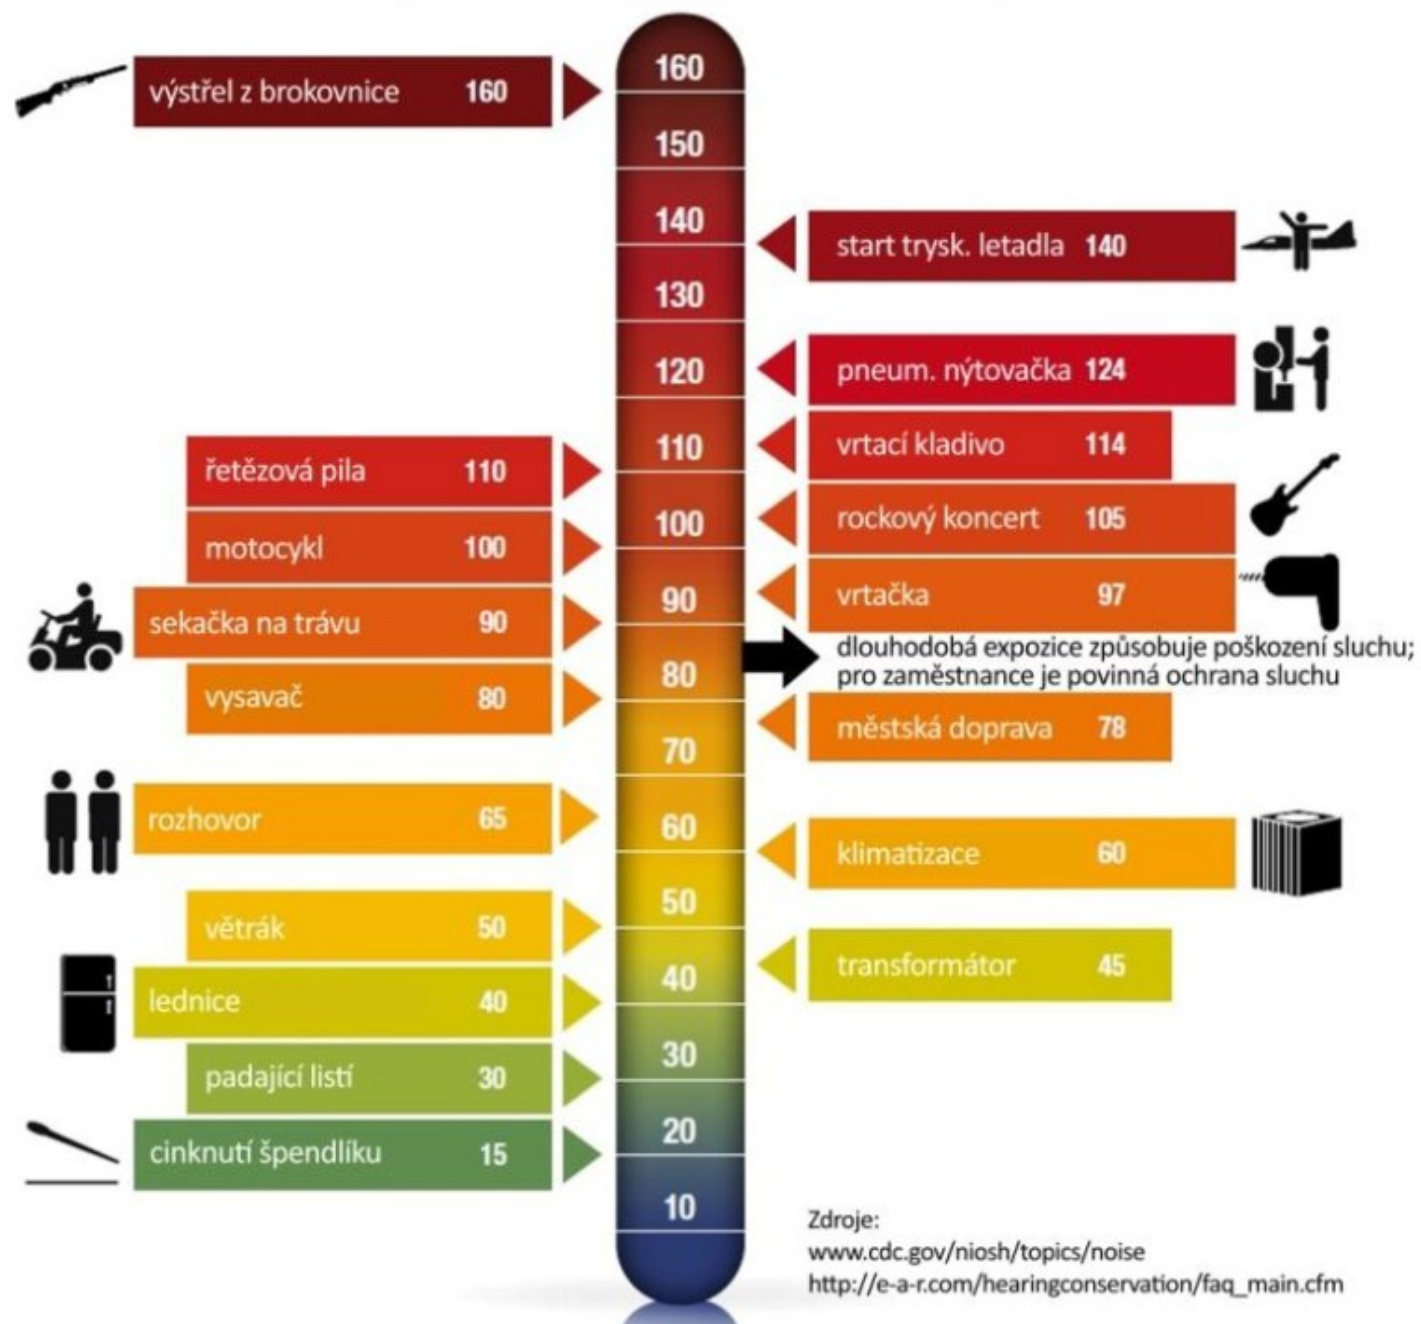 160
výstřel z brokovnice 160
150
140
start trysk. letadla 140
130
120
pneum. nýtovačka 124
110
vrtací kladivo 114
řetězová pila 110
100
rockový koncert 105
motocykl 100
90
vrtačka 97
sekačka na trávu 90
dlouhodobá expozice způsobuje poškození sluchu;
pro zaměstnance je povinná ochrana sluchu
80
vysavač 80
městská doprava 78
70
rozhovor 65
60
klimatizace 60
50
větrák 50
transformátor 45
40
lednice 40
30
padající listí 30
20
cinknutí špendlíku 15
10
Zdroje:
www.cdc.gov/niosh/topics/noise
http://e-a-r.com/hearingconservation/faq_main.cfm